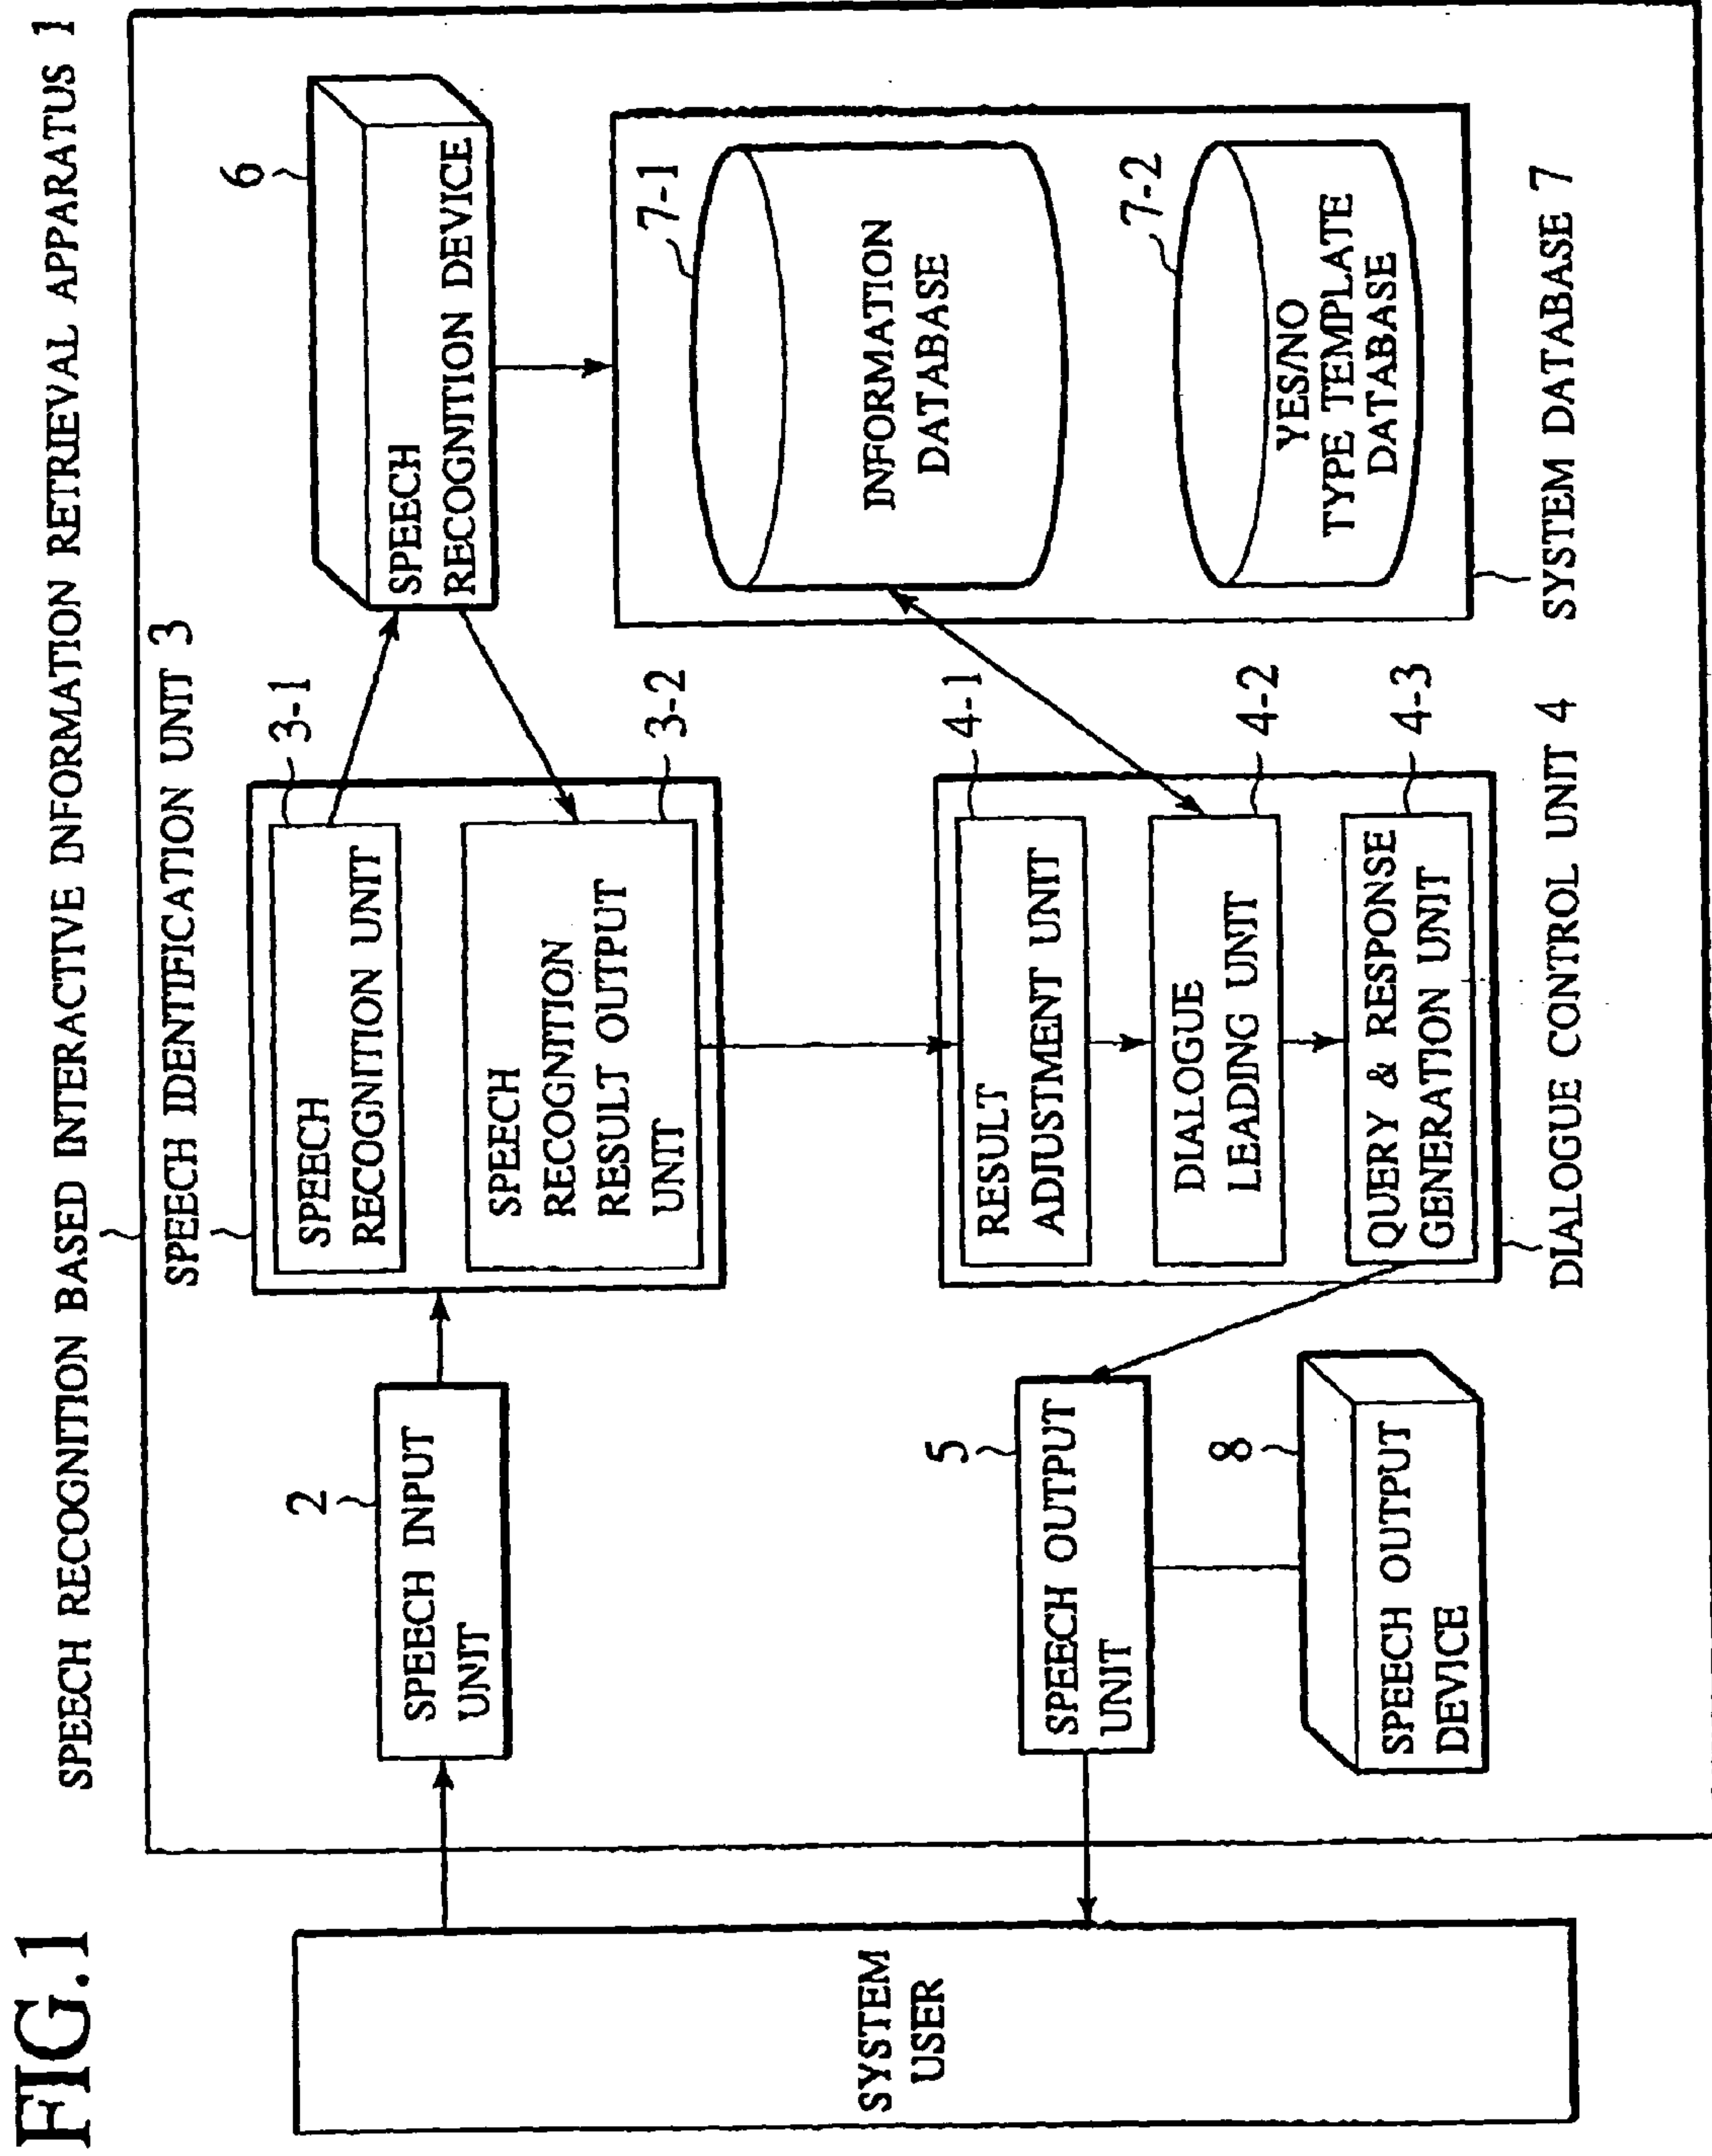 FIG.1
SPEECH RECOGNITION BASED INTERACTIVE INFORMATION RETRIEVAL APPARATUS 1
SPEECH IDENTIFICATION UNIT 3
SYSTEM
USER
2
SPEECH INPUT
UNIT
3-1
SPEECH
RECOGNITION UNIT
3-2
SPEECH
RECOGNITION
RESULT OUTPUT
UNIT
6
SPEECH
RECOGNITION DEVICE
7-1
INFORMATION
DATABASE
7-2
YES/NO
TYPE TEMPLATE
DATABASE
SYSTEM DATABASE 7
4-1
RESULT
ADJUSTMENT UNIT
4-2
DIALOGUE
LEADING UNIT
4-3
QUERY & RESPONSE
GENERATION UNIT
DIALOGUE CONTROL UNIT 4
5
SPEECH OUTPUT
UNIT
8
SPEECH OUTPUT
DEVICE